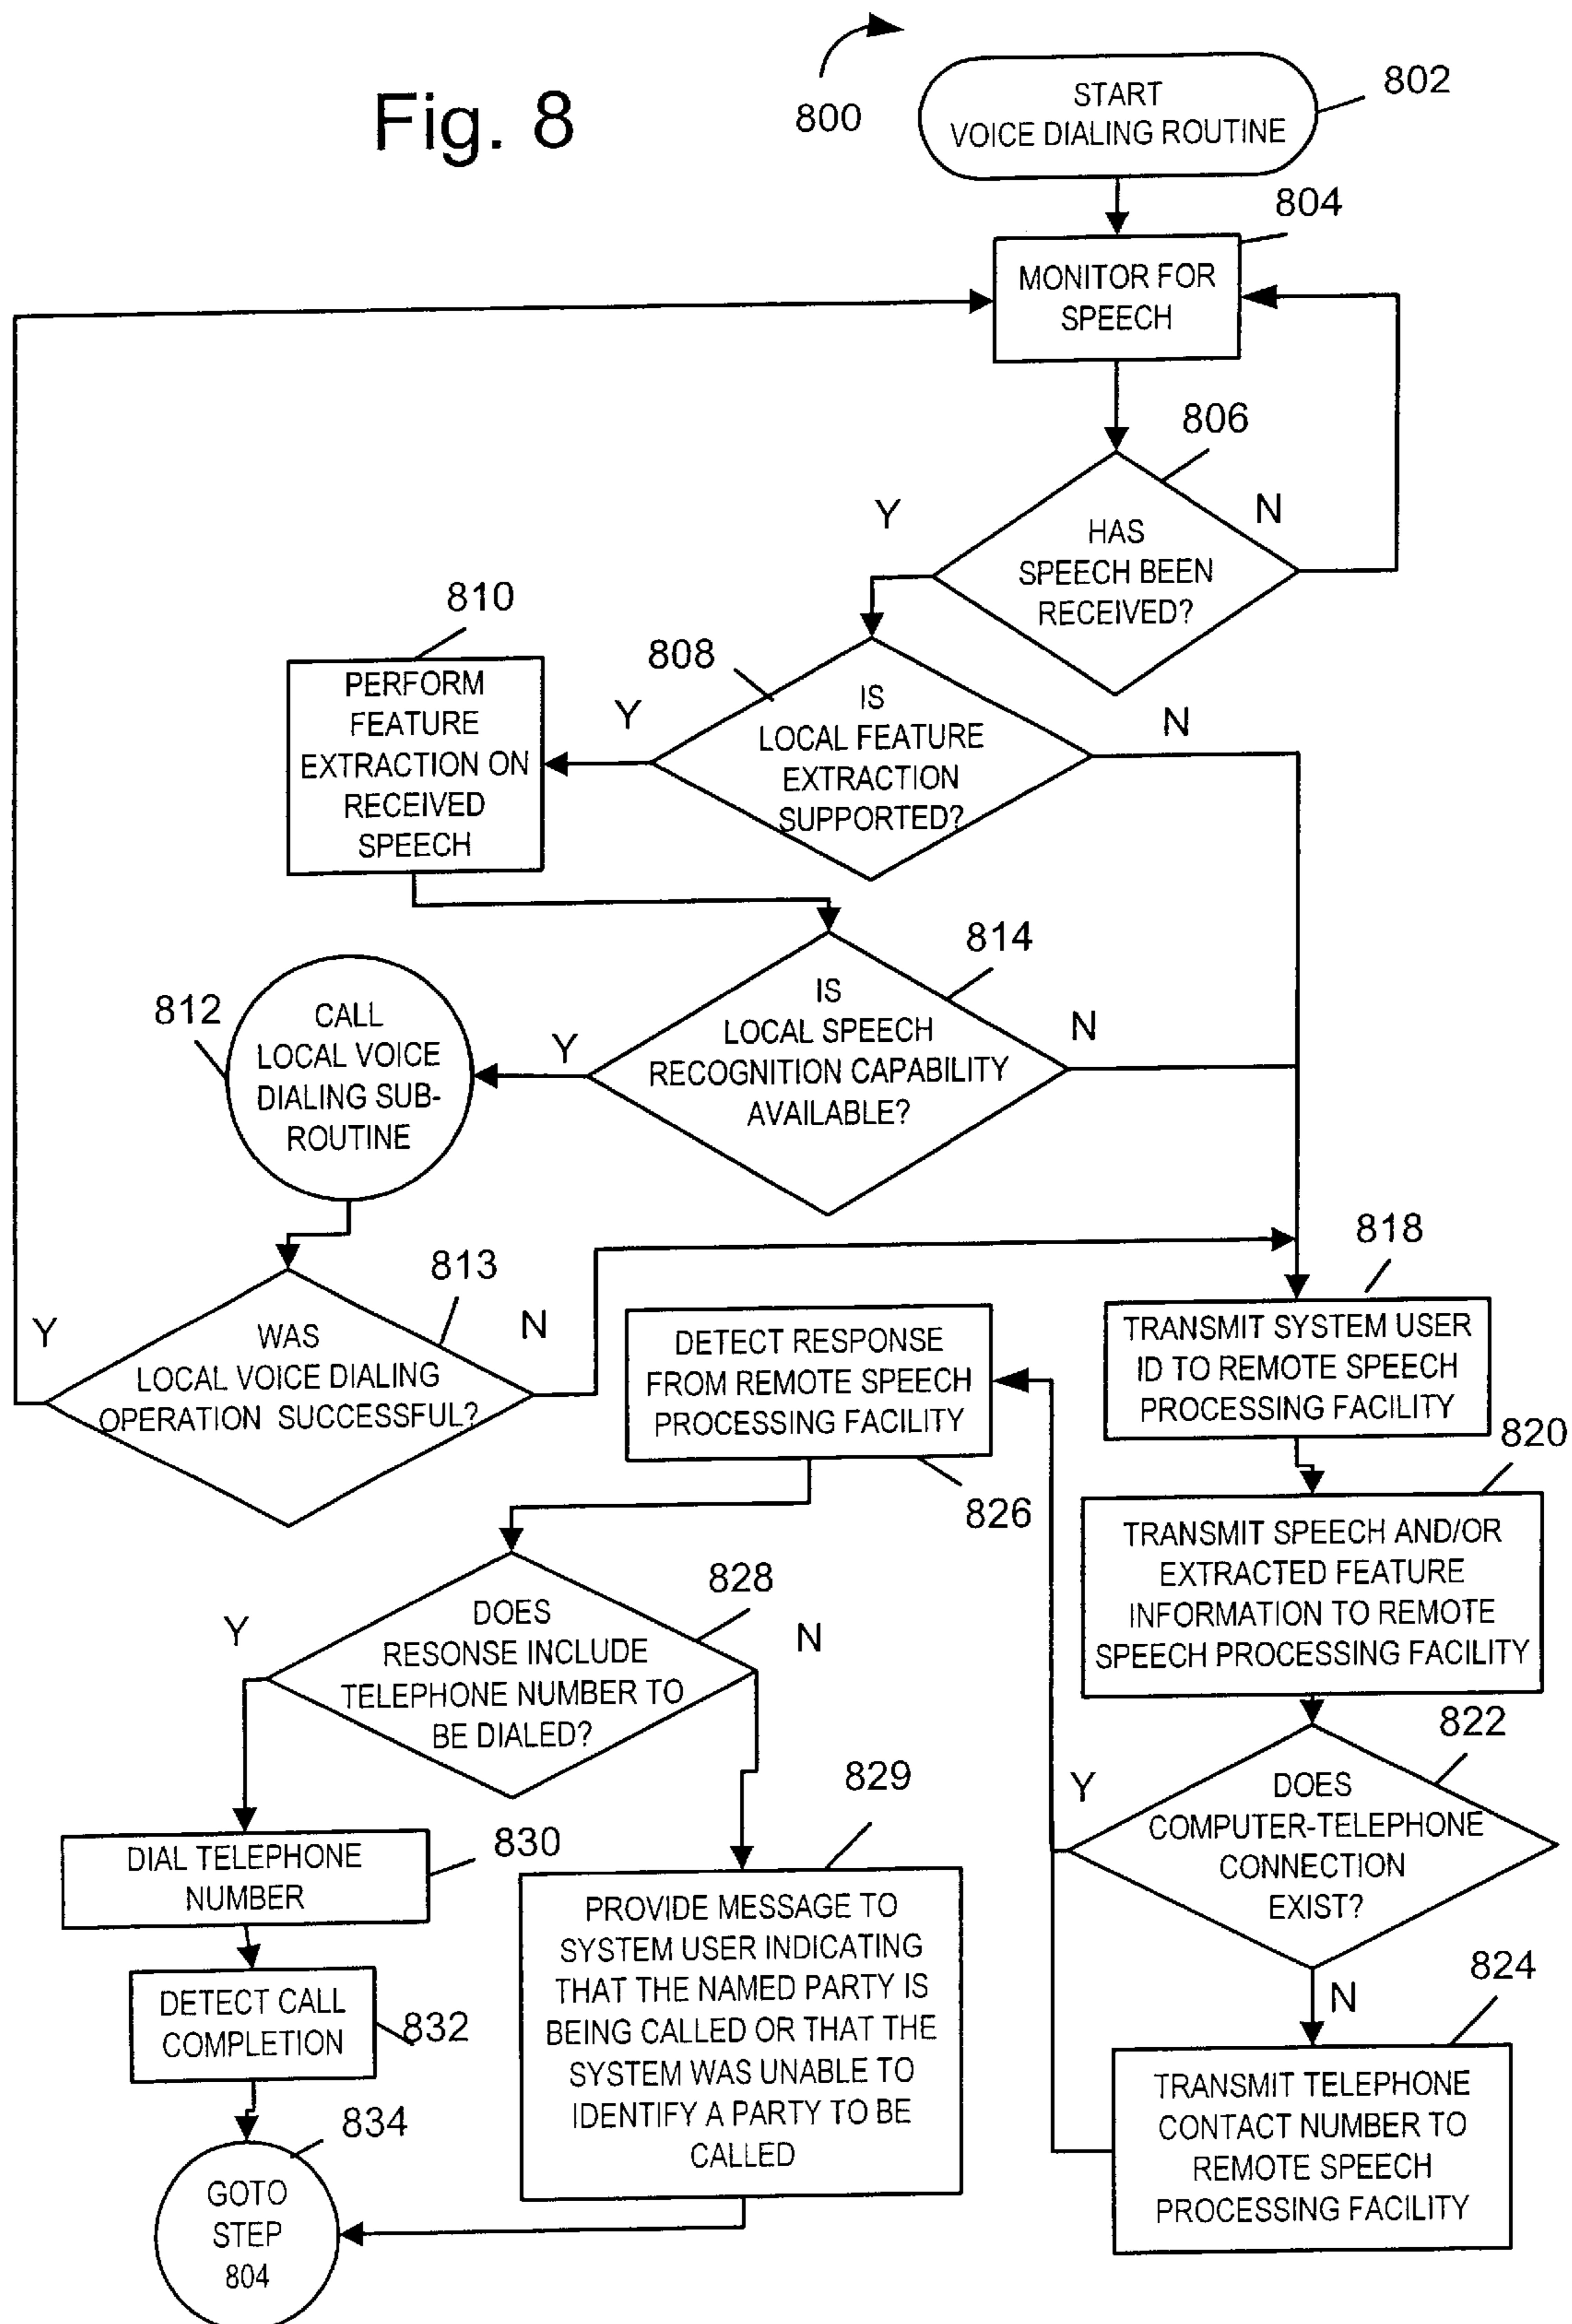 Fig. 8
800
START
VOICE DIALING ROUTINE
802
804
MONITOR FOR
SPEECH
806
Y
N
HAS
SPEECH BEEN
RECEIVED?
810
808
PERFORM
FEATURE
EXTRACTION ON
RECEIVED
SPEECH
Y
IS
LOCAL FEATURE
EXTRACTION
SUPPORTED?
N
814
812
CALL
LOCAL VOICE
DIALING SUB-
ROUTINE
Y
IS
LOCAL SPEECH
RECOGNITION CAPABILITY
AVAILABLE?
N
813
818
Y
WAS
LOCAL VOICE DIALING
OPERATION SUCCESSFUL?
N
DETECT RESPONSE
FROM REMOTE SPEECH
PROCESSING FACILITY
826
TRANSMIT SYSTEM USER
ID TO REMOTE SPEECH
PROCESSING FACILITY
820
TRANSMIT SPEECH AND/OR
EXTRACTED FEATURE
INFORMATION TO REMOTE
SPEECH PROCESSING FACILITY
828
Y
DOES
RESONSE INCLUDE
TELEPHONE NUMBER TO
BE DIALED?
N
822
Y
DOES
COMPUTER-TELEPHONE
CONNECTION
EXIST?
829
DIAL TELEPHONE
NUMBER
830
PROVIDE MESSAGE TO
SYSTEM USER INDICATING
THAT THE NAMED PARTY IS
BEING CALLED OR THAT THE
SYSTEM WAS UNABLE TO
IDENTIFY A PARTY TO BE
CALLED
N
824
DETECT CALL
COMPLETION
832
TRANSMIT TELEPHONE
CONTACT NUMBER TO
REMOTE SPEECH
PROCESSING FACILITY
834
GOTO
STEP
804